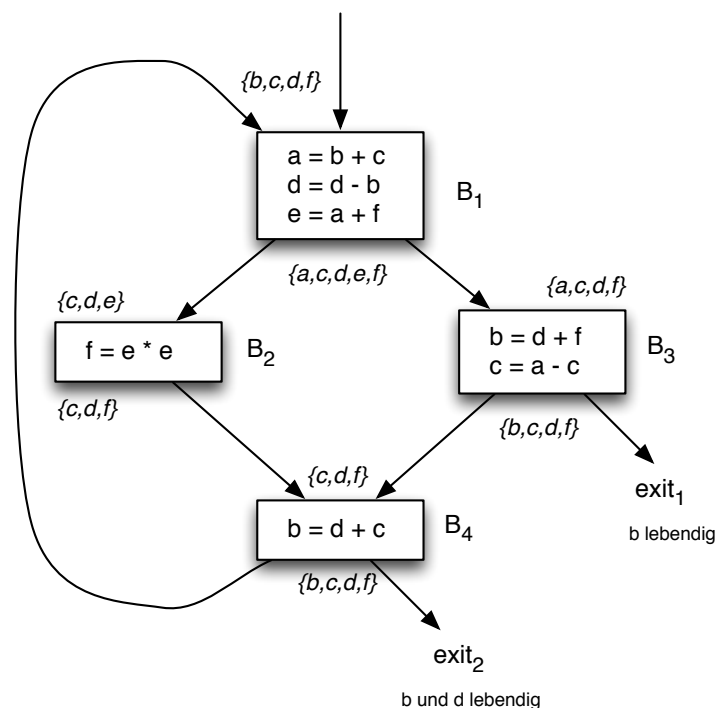 {b,c,d,f}
a = b + c
d = d - b
e = a + f
B1
{a,c,d,e,f}
{c,d,e}
{a,c,d,f}
f = e * e
B2
b = d + f
c = a - c
B3
{c,d,f}
{b,c,d,f}
{c,d,f}
exit1
b lebendig
b = d + c
B4
{b,c,d,f}
exit2
b und d lebendig